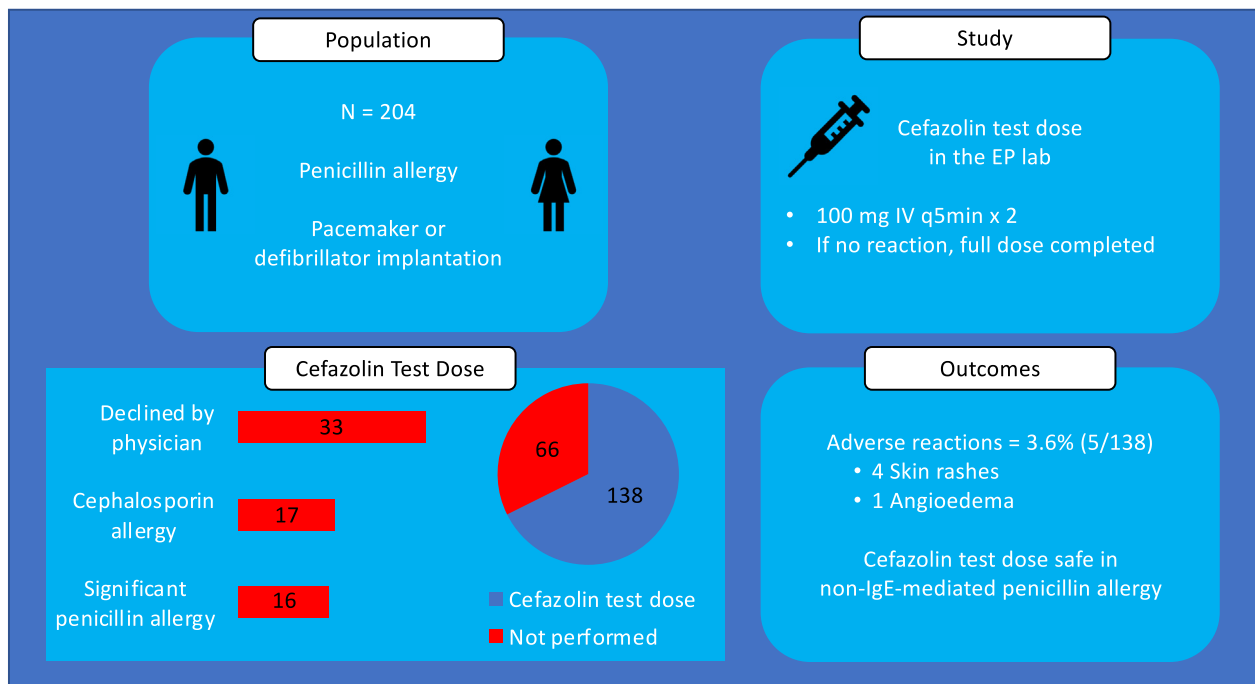 Population
N = 204
Penicillin allergy
Pacemaker or
defibrillator implantation
Study
Cefazolin test dose
in the EP lab
• 100 mg IV q5min x 2
• If no reaction, full dose completed
Cefazolin Test Dose
Declined by
physician
33
Cephalosporin
allergy
17
Significant
penicillin allergy
16
66
138
Cefazolin test dose
Not performed
Outcomes
Adverse reactions = 3.6% (5/138)
• 4 Skin rashes
• 1 Angioedema
Cefazolin test dose safe in
non-IgE-mediated penicillin allergy